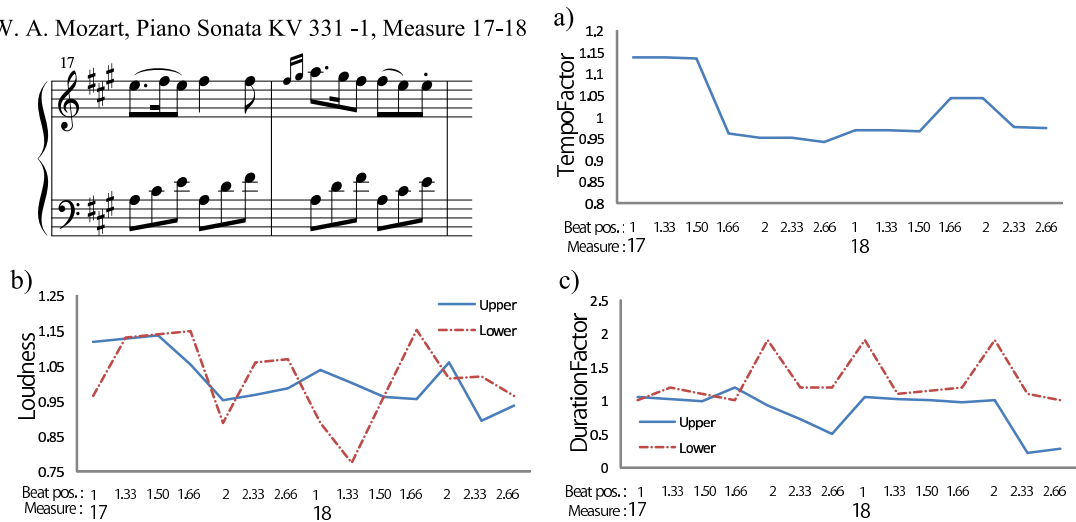 W. A. Mozart, Piano Sonata KV 331 -1, Measure 17-18
17
a)
TempoFactor
1,2
1.15
1.1
1.05
1
0.95
0.9
0.85
0.8
Beat pos. : 1 1.33 1.50 1.66 2 2.33 2.66 1 1.33 1.50 1.66 2 2.33 2.66
Measure : 17 18
b)
Loudness
1.25
1.15
1.05
0.95
0.85
0.75
Upper
Lower
Beat pos. : 1 1.33 1.50 1.66 2 2.33 2.66 1 1.33 1.66 2 2.33 2.66
Measure : 17 18
c)
DurationFactor
2.5
2
1.5
1
0.5
0
Upper
Lower
Beat pos. : 1 1.33 1.50 1.66 2 2.33 2.66 1 1.33 1.50 1.66 2 2.33 2.66
Measure : 17 18